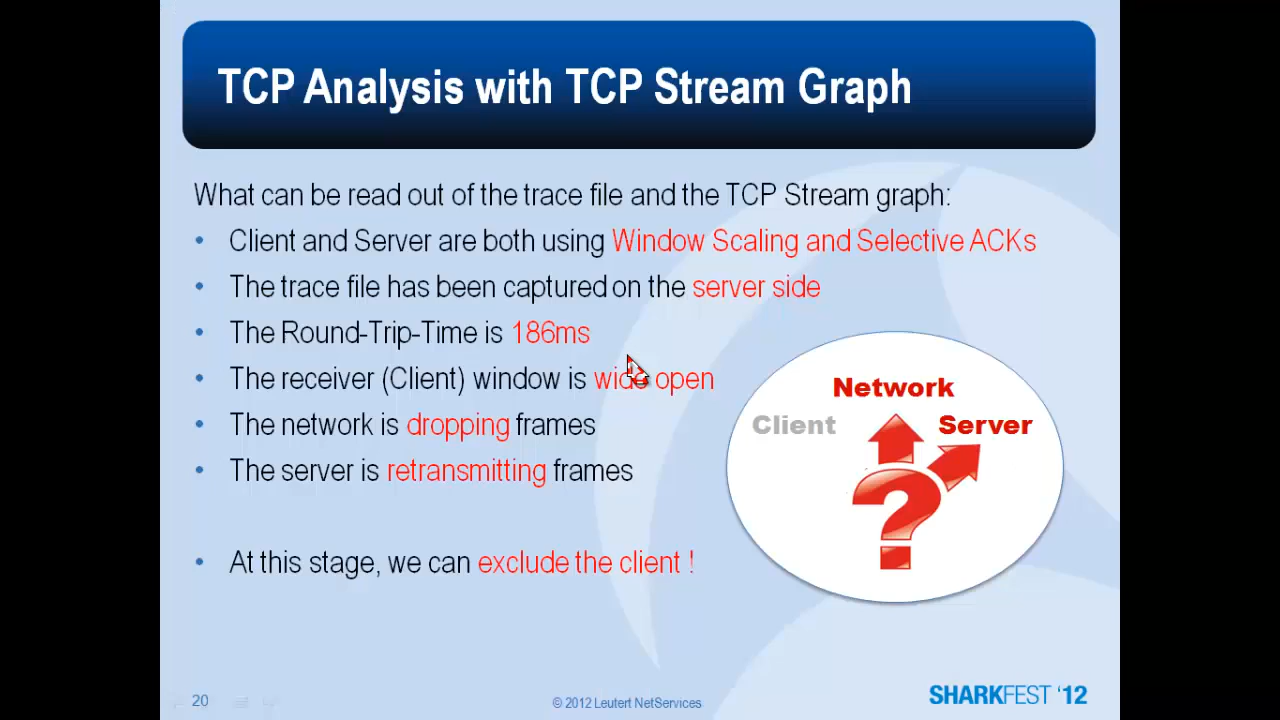 TCP Analysis with TCP Stream Graph
What can be read out of the trace file and the TCP Stream graph:
• Client and Server are both using Window Scaling and Selective ACKs
• The trace file has been captured on the server side
• The Round-Trip-Time is 186ms
• The receiver (Client) window is wide open
• The network is dropping frames
• The server is retransmitting frames
• At this stage, we can exclude the client !
Network
Client
Server
?
20
© 2012 Leutert NetServices
SHARKFEST '12